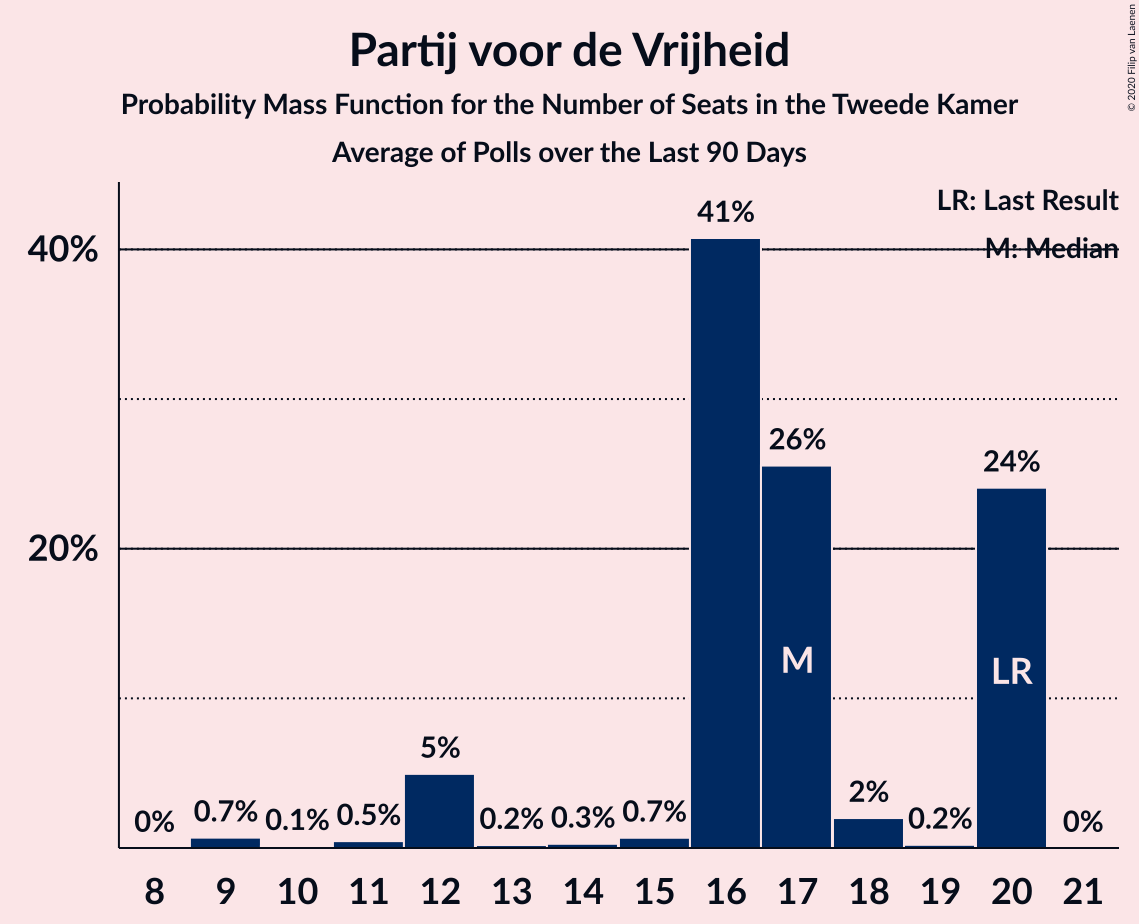 Partij voor de Vrijheid
Probability Mass Function for the Number of Seats in the Tweede Kamer
Average of Polls over the Last 90 Days
© 2020 Filip van Laenen
LR: Last Result
M: Median
40%
20%
0%
0.7%
0.1%
0.5%
5%
0.2%
0.3%
0.7%
41%
26%
2%
0.2%
24%
0%
M
LR
8 9 10 11 12 13 14 15 16 17 18 19 20 21